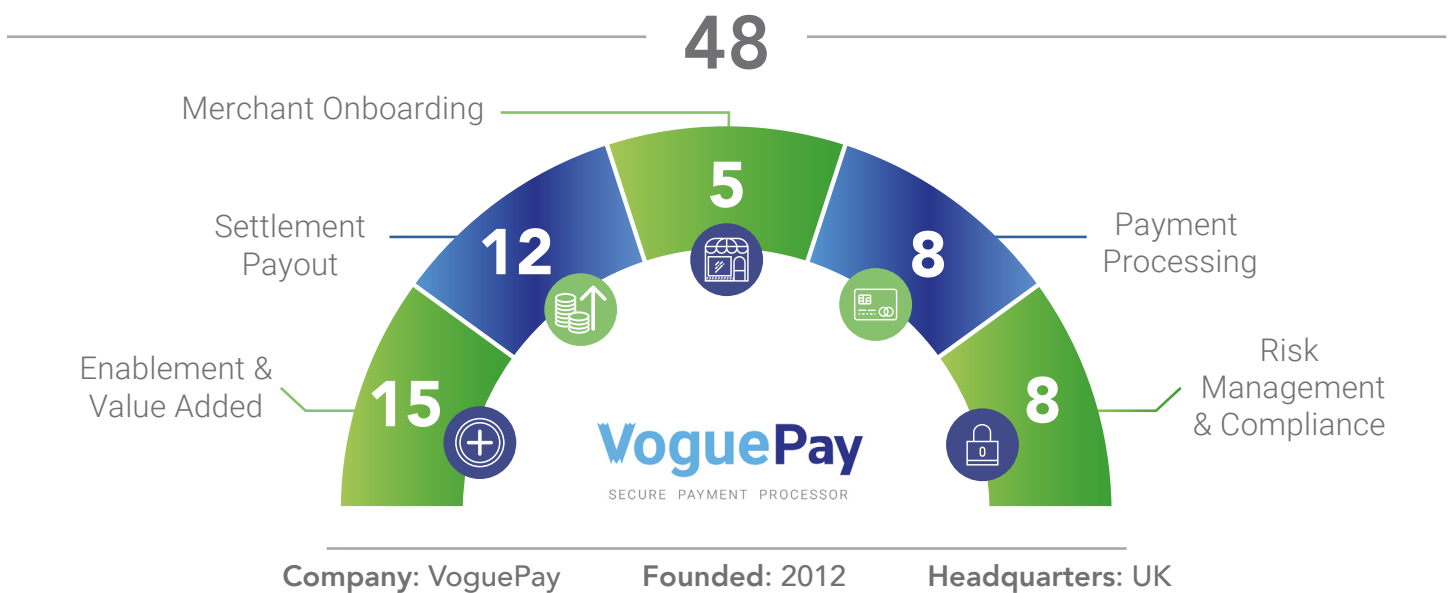 48
Merchant Onboarding
5
Settlement
Payout
12
8
Payment
Processing
Enablement &
Value Added
15
8
Risk
Management
& Compliance
0
VoguePay
SECURE PAYMENT PROCESSOR
Company: VoguePay Founded: 2012 Headquarters: UK